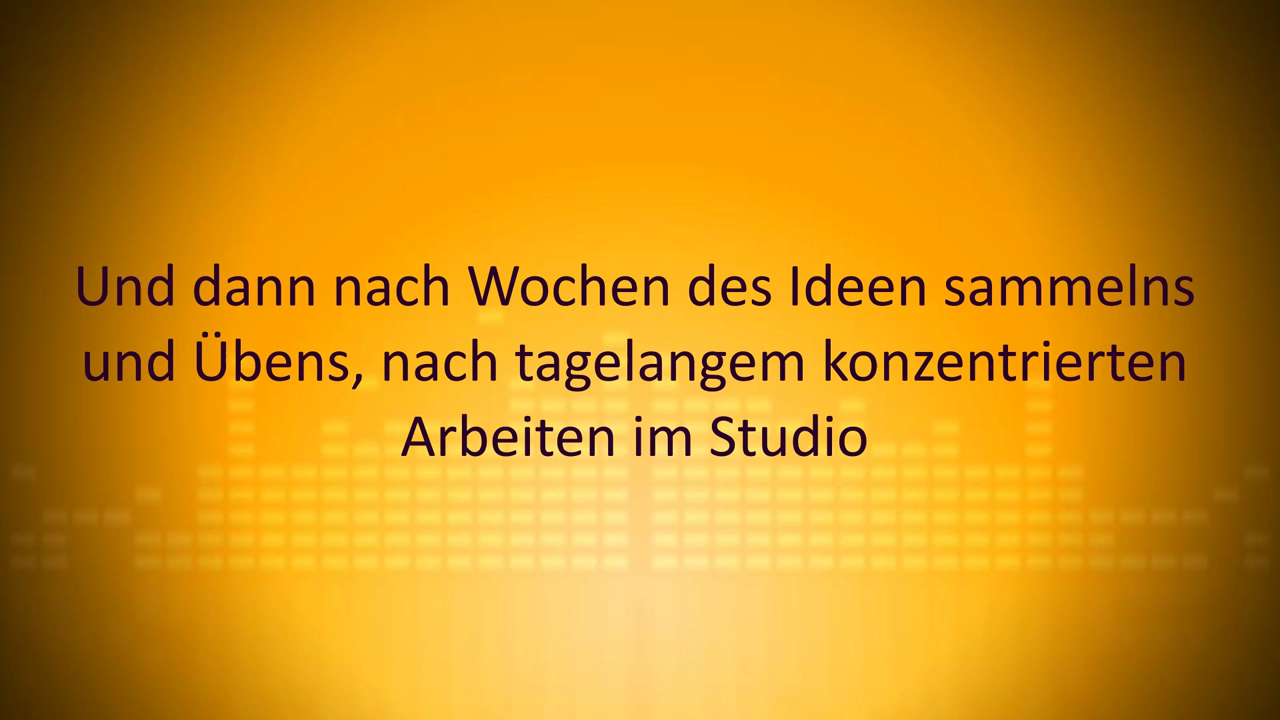 Und dann nach Wochen des Ideen sammelns
und Übens, nach tagelangem konzentrierten
Arbeiten im Studio